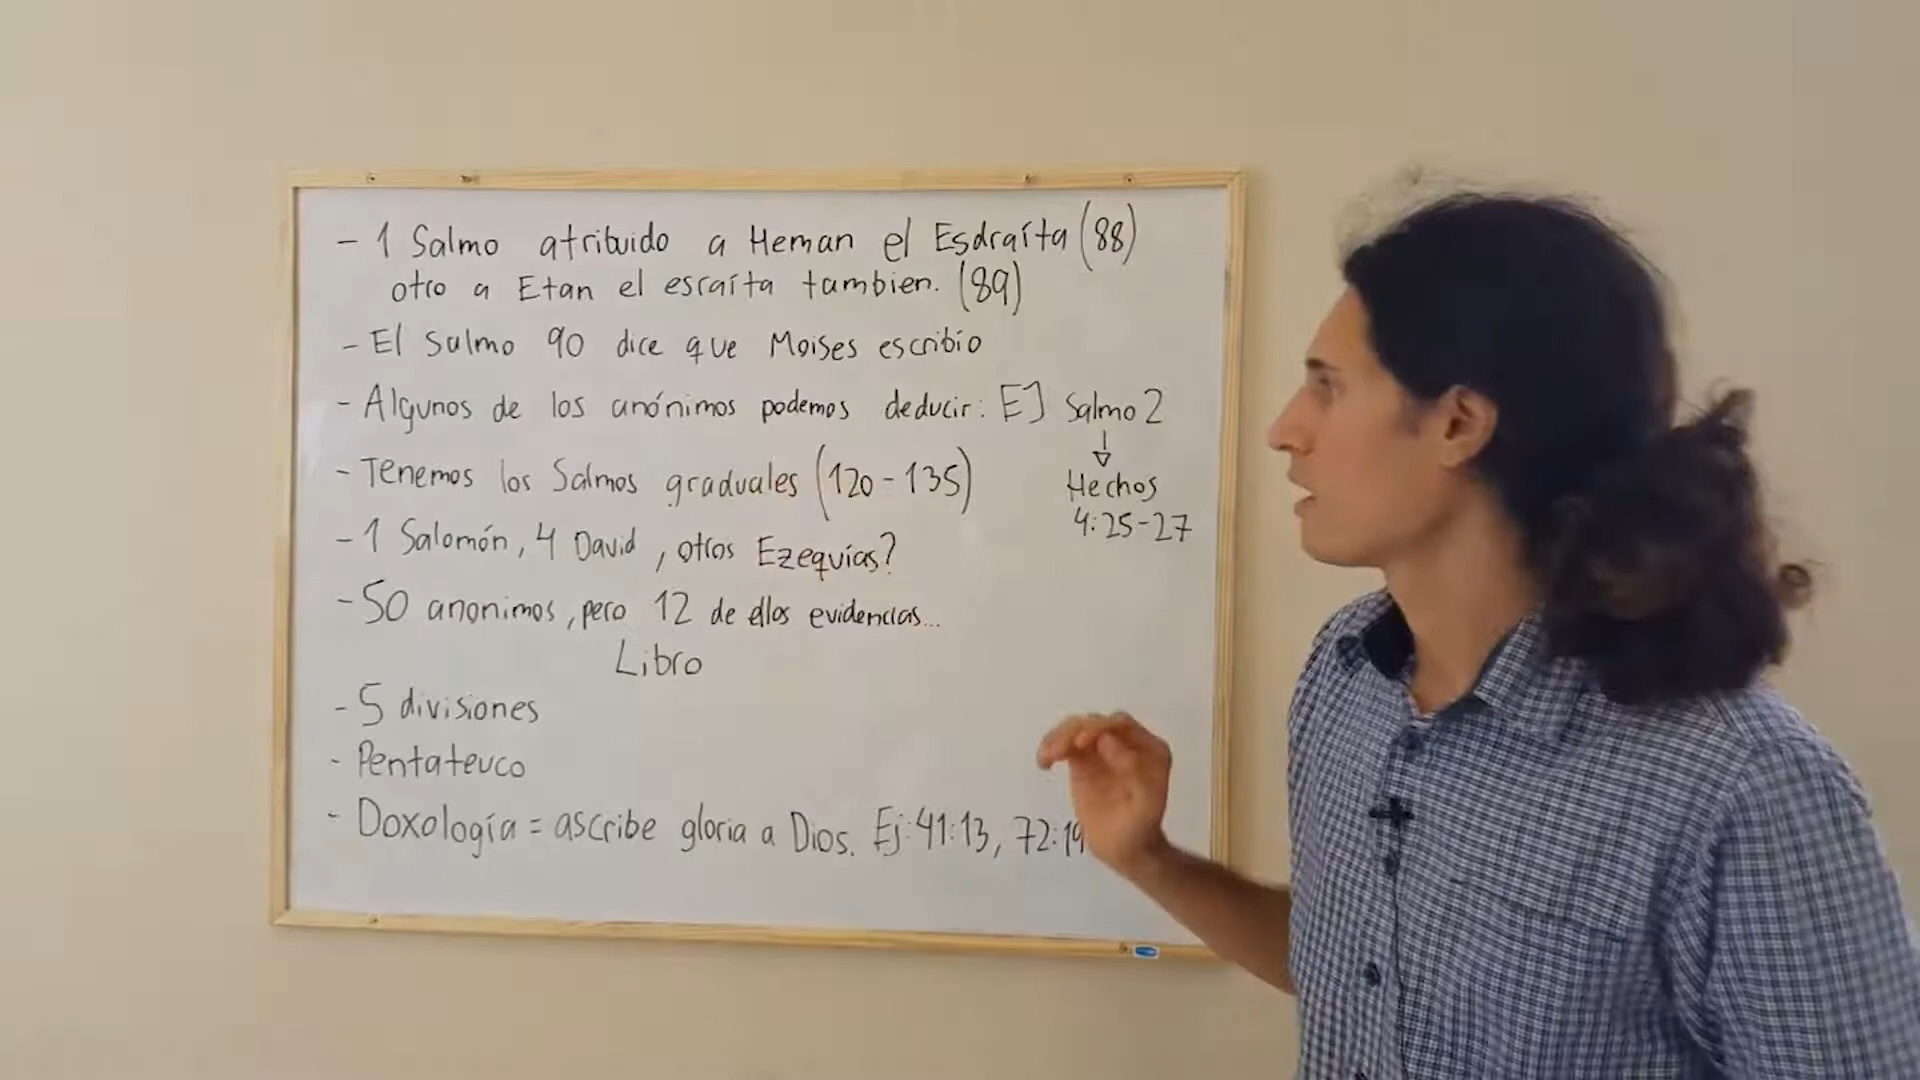 - 1 Salmo atribuido a Heman el Esdraíta (88)
otro a Etan el escraíta tambien. (89)
- El Salmo 90 dice que Moises escribio
- Algunos de los anónimos podemos deducir: EJ Salmo 2
↓
Hechos
4:25-27
- Tenemos los Salmos graduales (120-135)
- 1 Salomón, 4 David, otros Ezequías?
- 50 anonimos, pero 12 de ellos evidencias...
Libro
- 5 divisiones
- Pentateuco
- Doxología = ascribe gloria a Dios. Ej: 41:13, 72:19